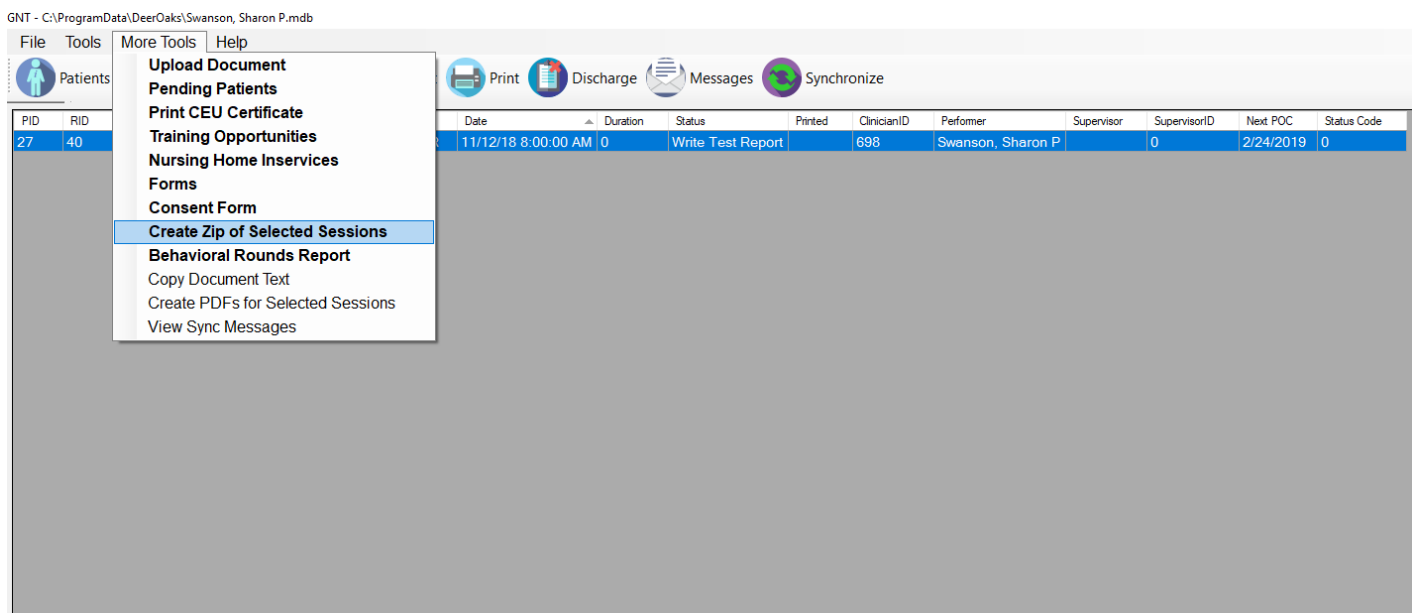 GNT - C:\ProgramData\DeerOaks\Swanson, Sharon P.mdb
File Tools More Tools Help
Patients Print Discharge Messages Synchronize
Upload Document
Pending Patients
Print CEU Certificate
Training Opportunities
Nursing Home Inservices
Forms
Consent Form
Create Zip of Selected Sessions
Behavioral Rounds Report
Copy Document Text
Create PDFs for Selected Sessions
View Sync Messages
PID RID Date Duration Status Printed ClinicianID Performer Supervisor SupervisorID Next POC Status Code
27 40 11/12/18 8:00:00 AM 0 Write Test Report 698 Swanson, Sharon P 0 2/24/2019 0